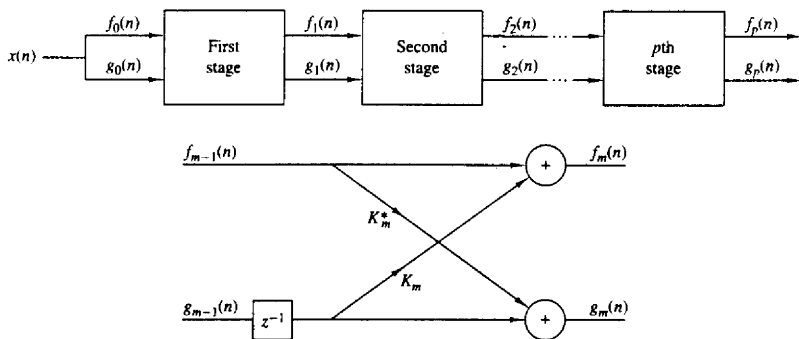 f₀(n) f₁(n) f₂(n) fₚ(n)
x(n) First stage Second stage ... pth stage
g₀(n) g₁(n) g₂(n) ... gₚ(n)
fₘ₋₁(n) + fₘ(n)
K*ₘ
Kₘ
gₘ₋₁(n) z⁻¹ + gₘ(n)